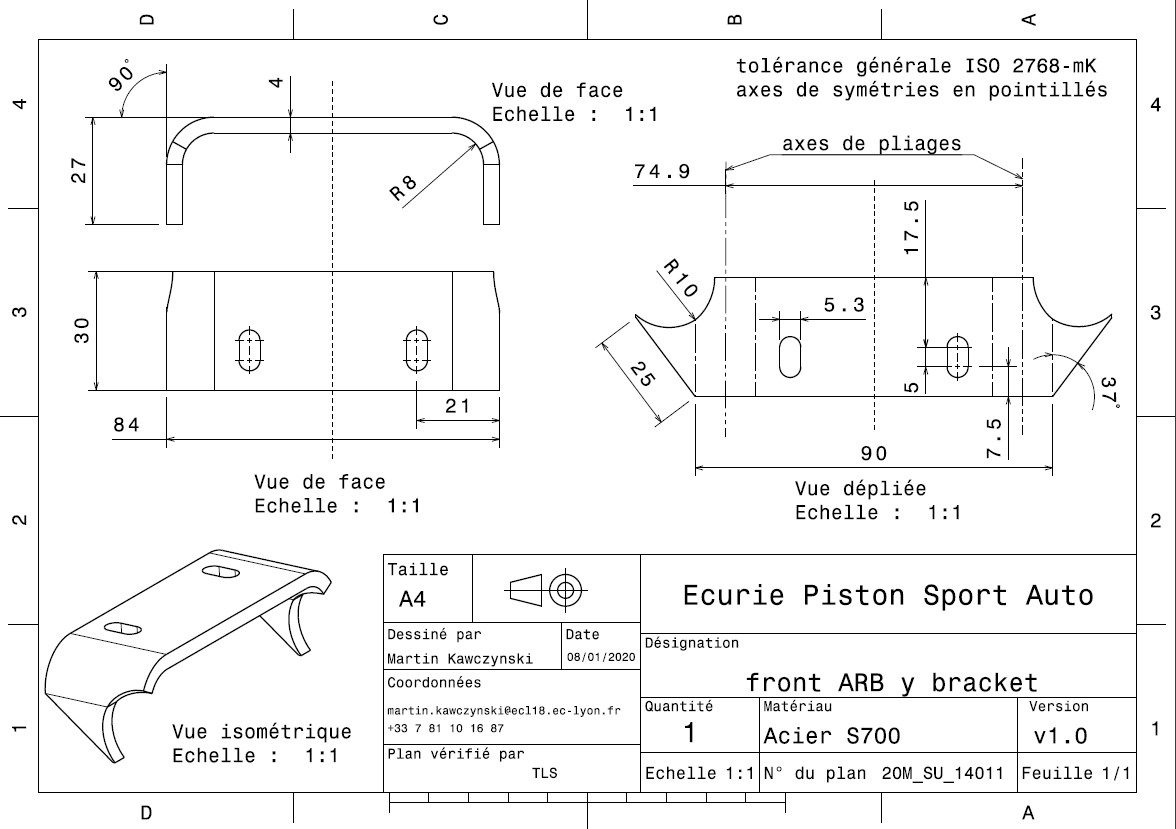 D
C
B
A
90°
4
Vue de face
Echelle : 1:1
tolérance générale ISO 2768-mK
axes de symétries en pointillés
4
4
27
R8
axes de pliages
74.9
17.5
R10
5.3
3
30
3
25
5
37°
21
84
7.5
90
Vue de face
Echelle : 1:1
Vue dépliée
Echelle : 1:1
2
2
Taille
A4
Ecurie Piston Sport Auto
Dessiné par
Martin Kawczynski
Date
08/01/2020
Désignation
front ARB y bracket
Coordonnées
martin.kawczynski@ecl18.ec-lyon.fr
+33 7 81 10 16 87
Quantité
1
Matériau
Acier S700
Version
v1.0
Vue isométrique
Echelle : 1:1
1
1
Plan vérifié par
TLS
Echelle 1:1
N° du plan 20M_SU_14011
Feuille 1/1
D
A